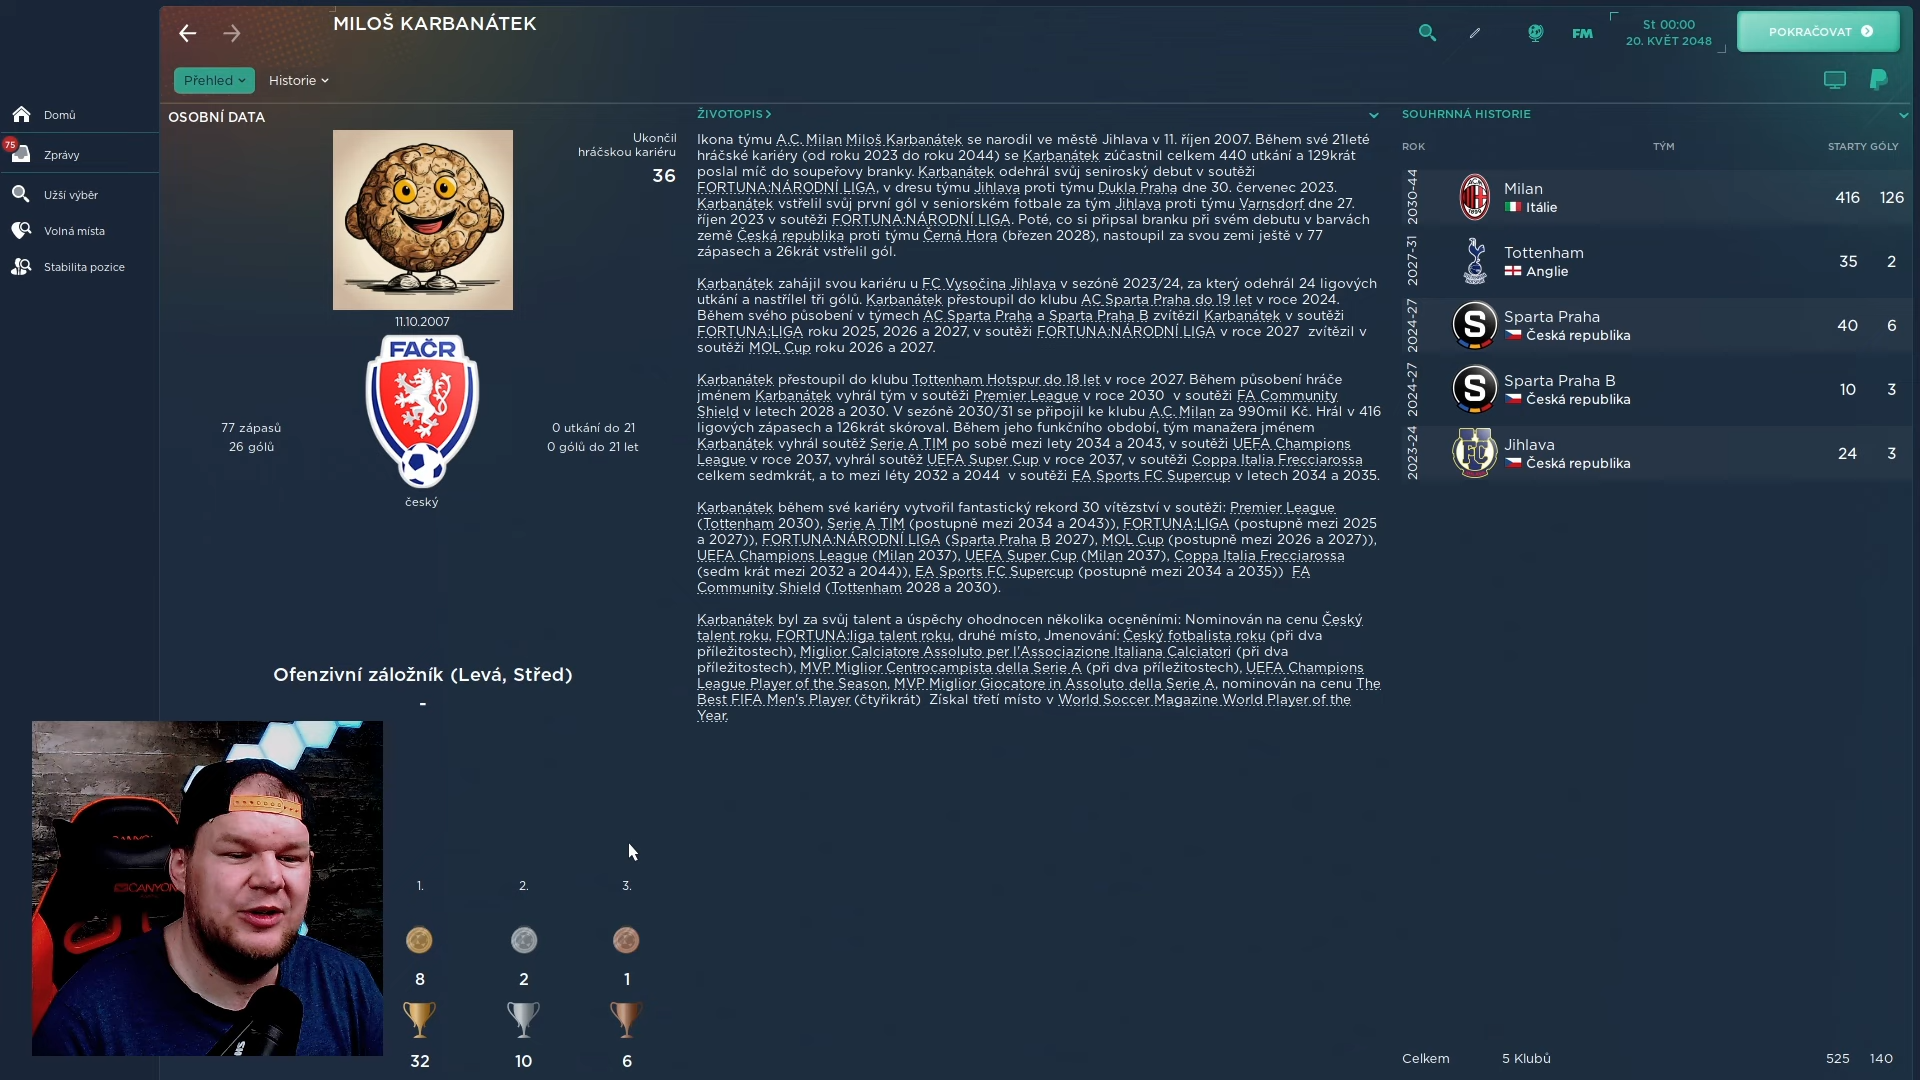 MILOŠ KARBANÁTEK
St 00:00
20. KVĚT 2048
FM
POKRAČOVAT
Přehled
Historie
Domů
75
Zprávy
Užší výběr
Volná místa
Stabilita pozice
OSOBNÍ DATA
Ukončil
hráčskou kariéru
36
11.10.2007
FAČR
77 zápasů
26 gólů
0 utkání do 21
0 gólů do 21 let
český
Ofenzivní záložník (Levá, Střed)
-
1.
2.
3.
8
2
1
32
10
6
CANYON
ŽIVOTOPIS
Ikona týmu A.C. Milan Miloš Karbanátek se narodil ve městě Jihlava v 11. říjen 2007. Během své 21leté
hráčské kariéry (od roku 2023 do roku 2044) se Karbanátek zúčastnil celkem 440 utkání a 129krát
poslal míč do soupeřovy branky. Karbanátek odehrál svůj seniroský debut v soutěži
FORTUNA:NÁRODNÍ LIGA, v dresu týmu Jihlava proti týmu Dukla Praha dne 30. červenec 2023.
Karbanátek vstřelil svůj první gól v seniorském fotbale za tým Jihlava proti týmu Varnsdorf dne 27.
říjen 2023 v soutěži FORTUNA:NÁRODNÍ LIGA. Poté, co si připsal branku při svém debutu v barvách
země Česká republika proti týmu Černá Hora (březen 2028), nastoupil za svou zemi ještě v 77
zápasech a 26krát vstřelil gól.
Karbanátek zahájil svou kariéru u FC Vysočina Jihlava v sezóně 2023/24, za který odehrál 24 ligových
utkání a nastřílel tři gólů. Karbanátek přestoupil do klubu AC Sparta Praha do 19 let v roce 2024.
Během svého působení v týmech AC Sparta Praha a Sparta Praha B zvítězil Karbanátek v soutěži
FORTUNA:LIGA roku 2025, 2026 a 2027, v soutěži FORTUNA:NÁRODNÍ LIGA v roce 2027 zvítězil v
soutěži MOL Cup roku 2026 a 2027.
Karbanátek přestoupil do klubu Tottenham Hotspur do 18 let v roce 2027. Během působení hráče
jménem Karbanátek vyhrál tým v soutěži Premier League v roce 2030 v soutěži FA Community
Shield v letech 2028 a 2030. V sezóně 2030/31 se připojil ke klubu A.C. Milan za 990mil Kč. Hrál v 416
ligových zápasech a 126krát skóroval. Během jeho funkčního období, tým manažera jménem
Karbanátek vyhrál soutěž Serie A TIM po sobě mezi lety 2034 a 2043, v soutěži UEFA Champions
League v roce 2037, vyhrál soutěž UEFA Super Cup v roce 2037, v soutěži Coppa Italia Frecciarossa
celkem sedmkrát, a to mezi léty 2032 a 2044 v soutěži EA Sports FC Supercup v letech 2034 a 2035.
Karbanátek během své kariéry vytvořil fantastický rekord 30 vítězství v soutěži: Premier League
(Tottenham 2030), Serie A TIM (postupně mezi 2034 a 2043)), FORTUNA:LIGA (postupně mezi 2025
a 2027)), FORTUNA:NÁRODNÍ LIGA (Sparta Praha B 2027), MOL Cup (postupně mezi 2026 a 2027)),
UEFA Champions League (Milan 2037), UEFA Super Cup (Milan 2037), Coppa Italia Frecciarossa
(sedm krát mezi 2032 a 2044)), EA Sports FC Supercup (postupně mezi 2034 a 2035)) FA
Community Shield (Tottenham 2028 a 2030).
Karbanátek byl za svůj talent a úspěchy ohodnocen několika oceněními: Nominován na cenu Český
talent roku, FORTUNA:liga talent roku, druhé místo, Jmenování: Český fotbalista roku (při dva
příležitostech), Miglior Calciatore Assoluto per l'Associazione Italiana Calciatori (při dva
příležitostech), MVP Miglior Centrocampista della Serie A (při dva příležitostech), UEFA Champions
League Player of the Season, MVP Miglior Giocatore in Assoluto della Serie A, nominován na cenu The
Best FIFA Men's Player (čtyřikrát) Získal třetí místo v World Soccer Magazine World Player of the
Year.
SOUHRNNÁ HISTORIE
ROK TÝM STARTY GÓLY
2030-44 Milan Itálie 416 126
2027-31 Tottenham Anglie 35 2
2024-27 Sparta Praha Česká republika 40 6
2024-27 Sparta Praha B Česká republika 10 3
2023-24 Jihlava Česká republika 24 3
Celkem 5 Klubů 525 140